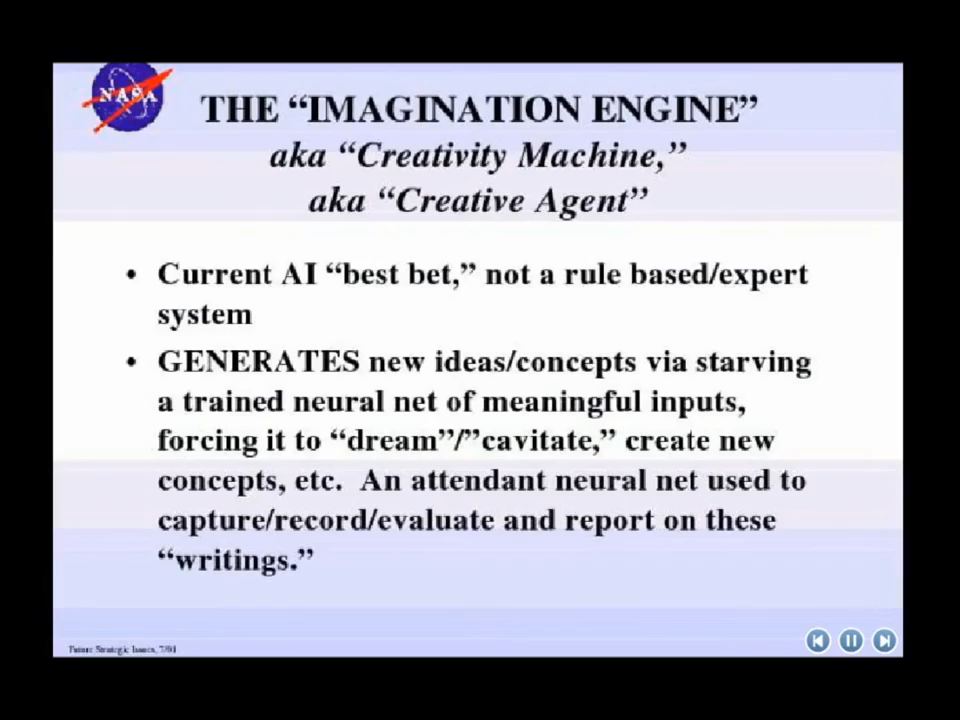 NASA
THE “IMAGINATION ENGINE”
aka “Creativity Machine,”
aka “Creative Agent”
• Current AI “best bet,” not a rule based/expert
system
• GENERATES new ideas/concepts via starving
a trained neural net of meaningful inputs,
forcing it to “dream”/”cavitate,” create new
concepts, etc. An attendant neural net used to
capture/record/evaluate and report on these
“writings.”
Future Strategic Issues, 7/01